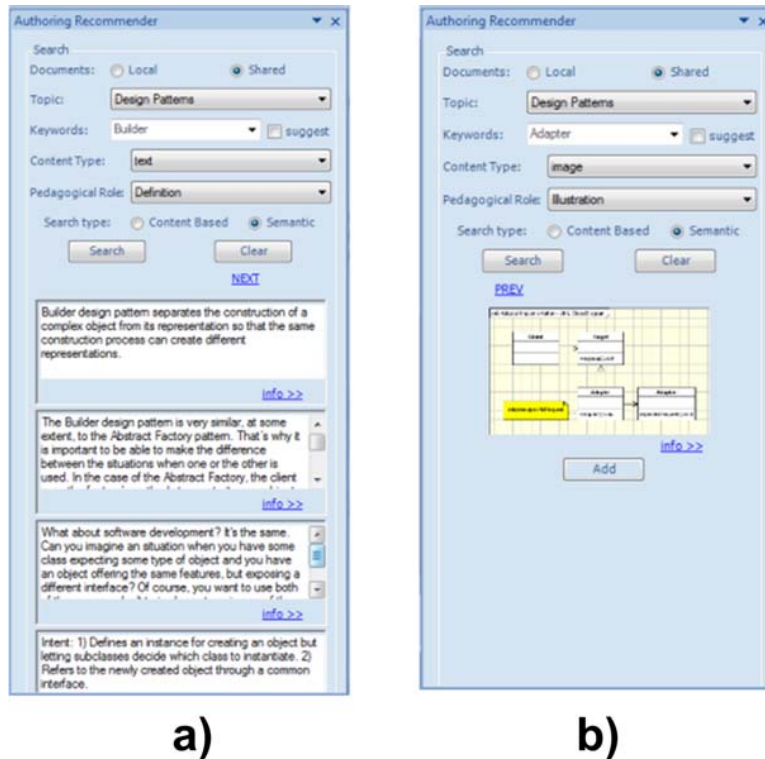 Authoring Recommender
Search
Documents: Local Shared
Topic: Design Patterns
Keywords: Builder suggest
Content Type: text
Pedagogical Role: Definition
Search type: Content Based Semantic
Search Clear
NEXT
Builder design pattern separates the construction of a
complex object from its representation so that the same
construction process can create different
representations.
info >>
The Builder design pattern is very similar, at some
extent, to the Abstract Factory pattern. That's why it
is important to be able to make the difference
between the situations when one or the other is
used. In the case of the Abstract Factory, the client
info >>
What about software development? It's the same.
Can you imagine an situation when you have some
class expecting some type of object and you have
an object offering the same features, but exposing a
different interface? Of course, you want to use both
info >>
Intent: 1) Defines an instance for creating an object but
letting subclasses decide which class to instantiate. 2)
Refers to the newly created object through a common
interface.
a)
Authoring Recommender
Search
Documents: Local Shared
Topic: Design Patterns
Keywords: Adapter suggest
Content Type: image
Pedagogical Role: Illustration
Search type: Content Based Semantic
Search Clear
PREV
info >>
Add
b)